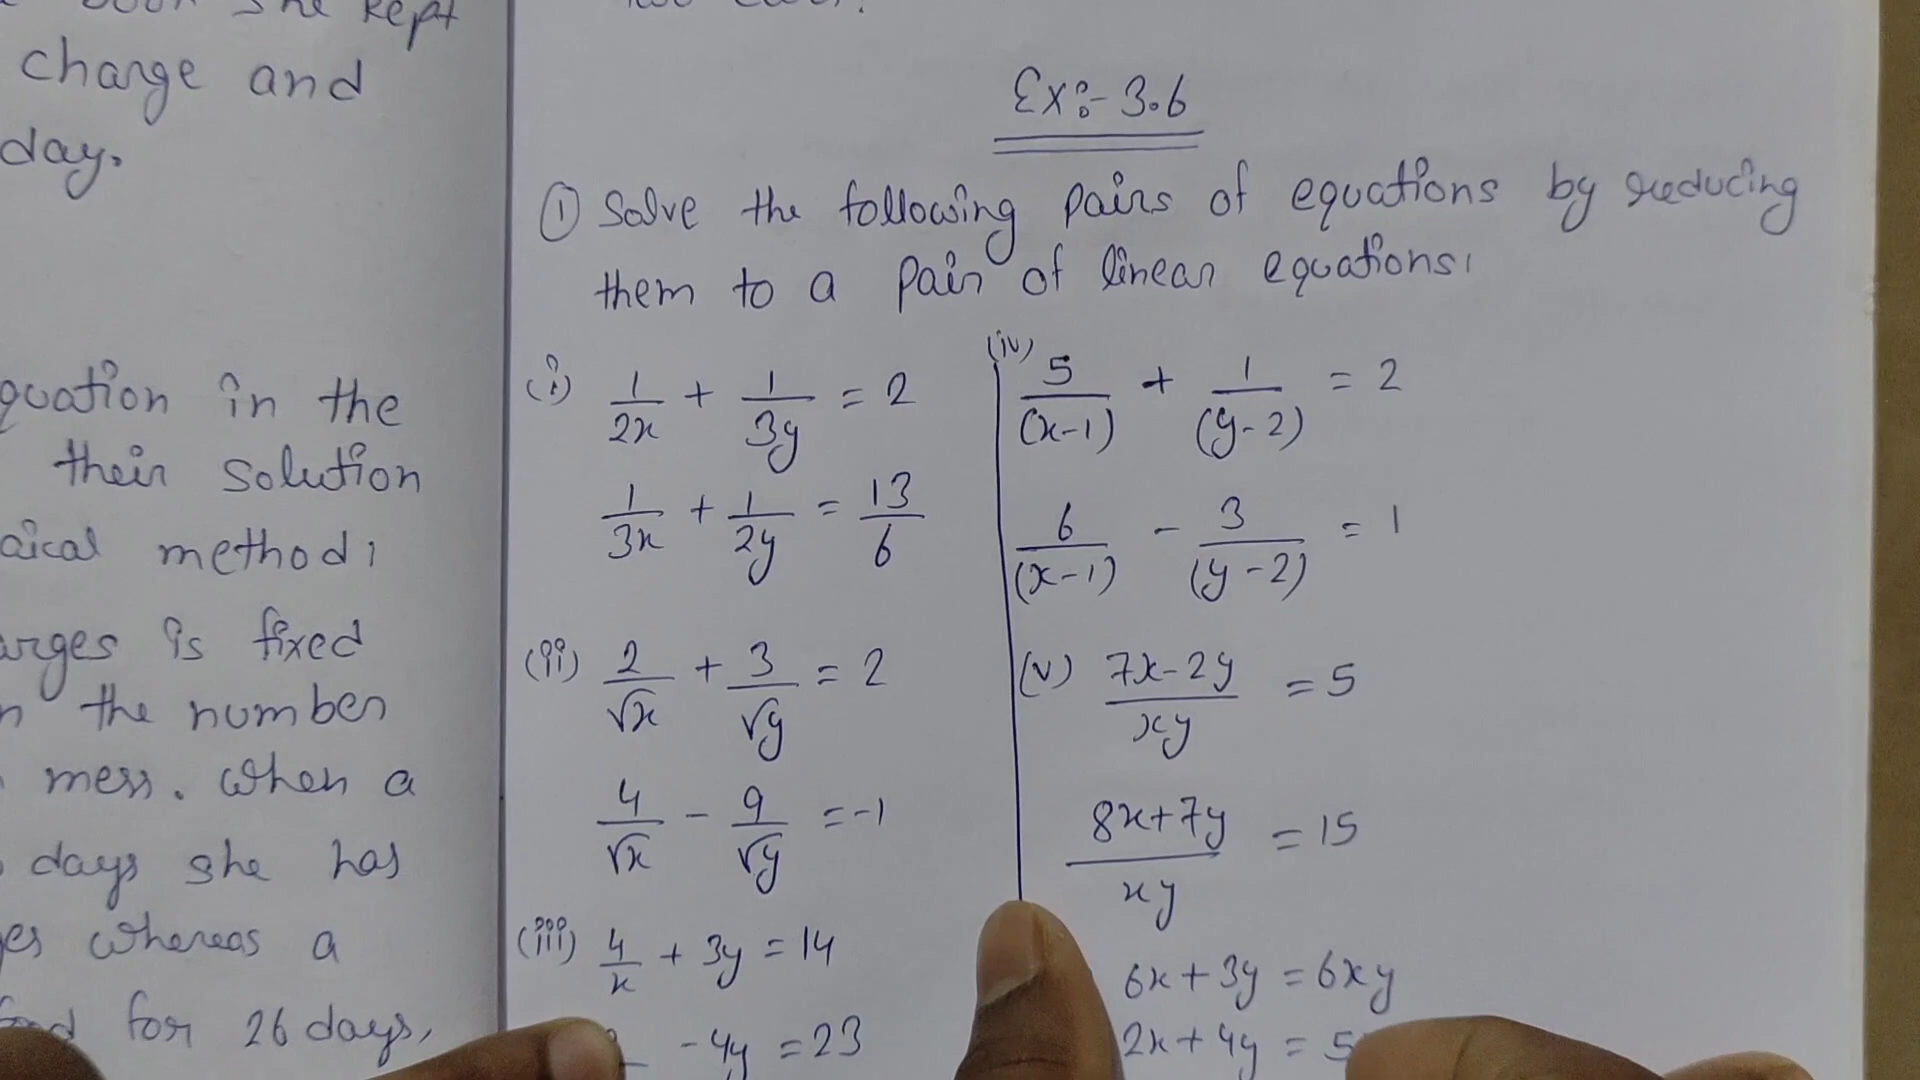 kept
charge and
day.
in the
their solution
method
is fixed
the number
mess. When a
days she has
whereas a
for 26 days,
Ex:- 3.6
① Solve the following pairs of equations by reducing
them to a pair of linear equations.
(i) 1/2x + 1/3y = 2
1/3x + 1/2y = 13/6
(ii) 2/√x + 3/√y = 2
4/√x - 9/√y = -1
(iii) 4/x + 3y = 14
- 4y = 23
(iv) 5/(x-1) + 1/(y-2) = 2
6/(x-1) - 3/(y-2) = 1
(v) 7x-2y/xy = 5
8x+7y/xy = 15
6x + 3y = 6xy
2x + 4y = 5